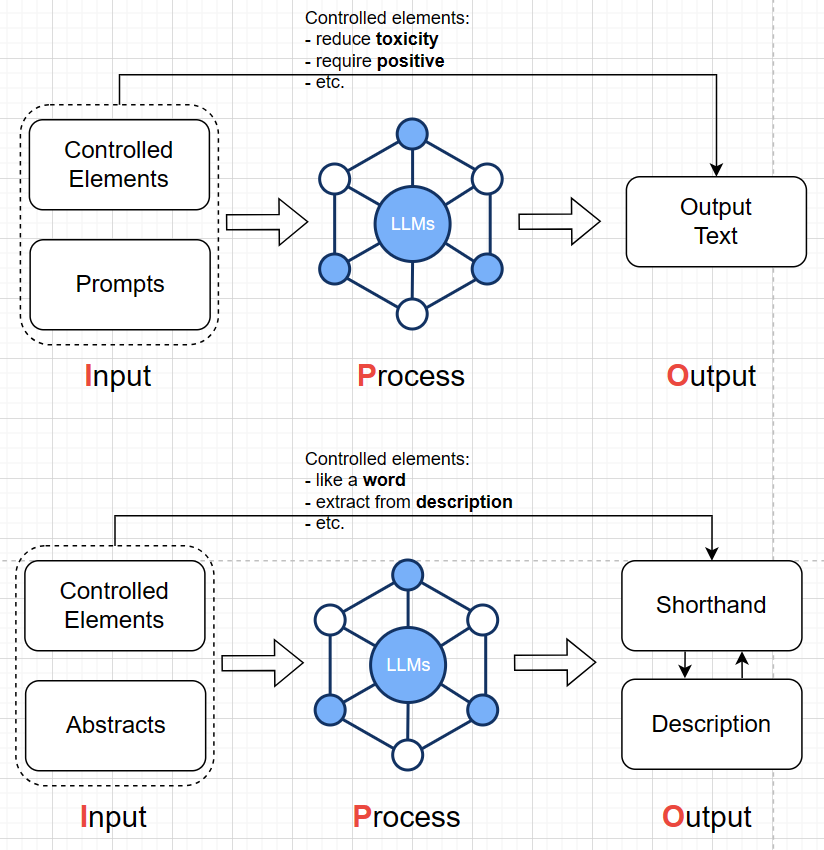 Controlled elements:
- reduce toxicity
- require positive
- etc.
Controlled
Elements
Prompts
LLMs
Output
Text
Input
Process
Output
Controlled elements:
- like a word
- extract from description
- etc.
Controlled
Elements
Abstracts
LLMs
Shorthand
Description
Input
Process
Output